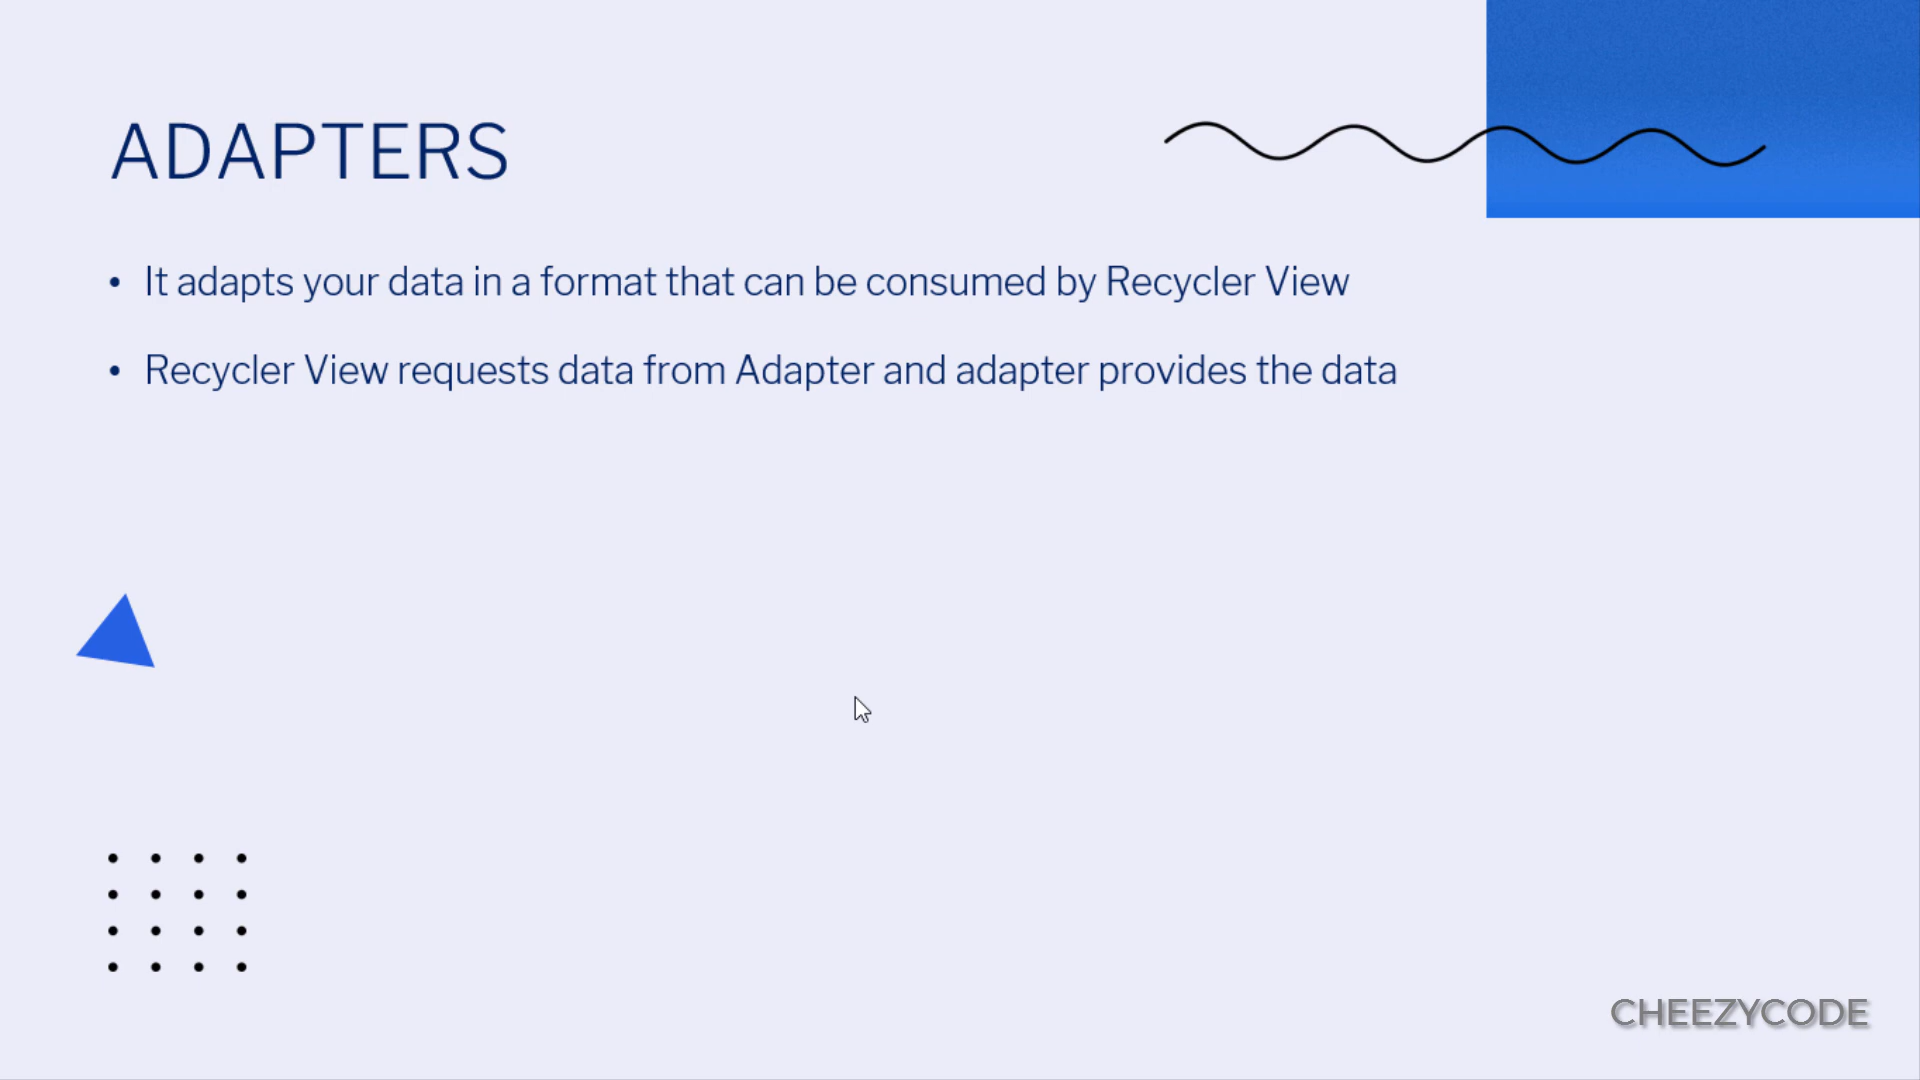 ADAPTERS
• It adapts your data in a format that can be consumed by Recycler View
• Recycler View requests data from Adapter and adapter provides the data
CHEEZYCODE